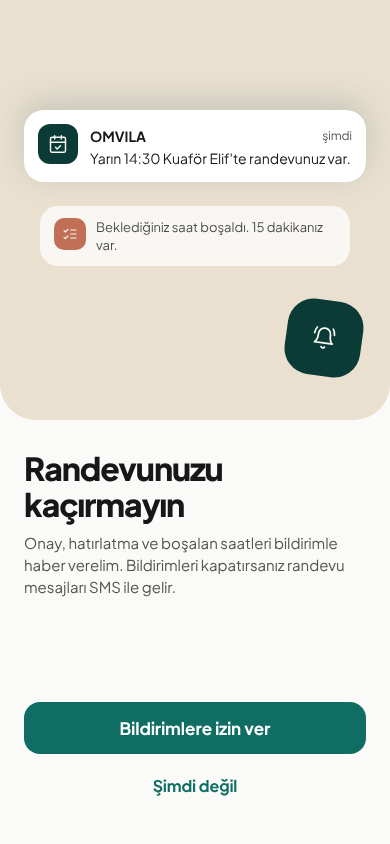 OMVILA
şimdi
Yarın 14:30 Kuaför Elif'te randevunuz var.
Beklediğiniz saat boşaldı. 15 dakikanız
var.
Randevunuzu
kaçırmayın
Onay, hatırlatma ve boşalan saatleri bildirimle
haber verelim. Bildirimleri kapatırsanız randevu
mesajları SMS ile gelir.
Bildirimlere izin ver
Şimdi değil